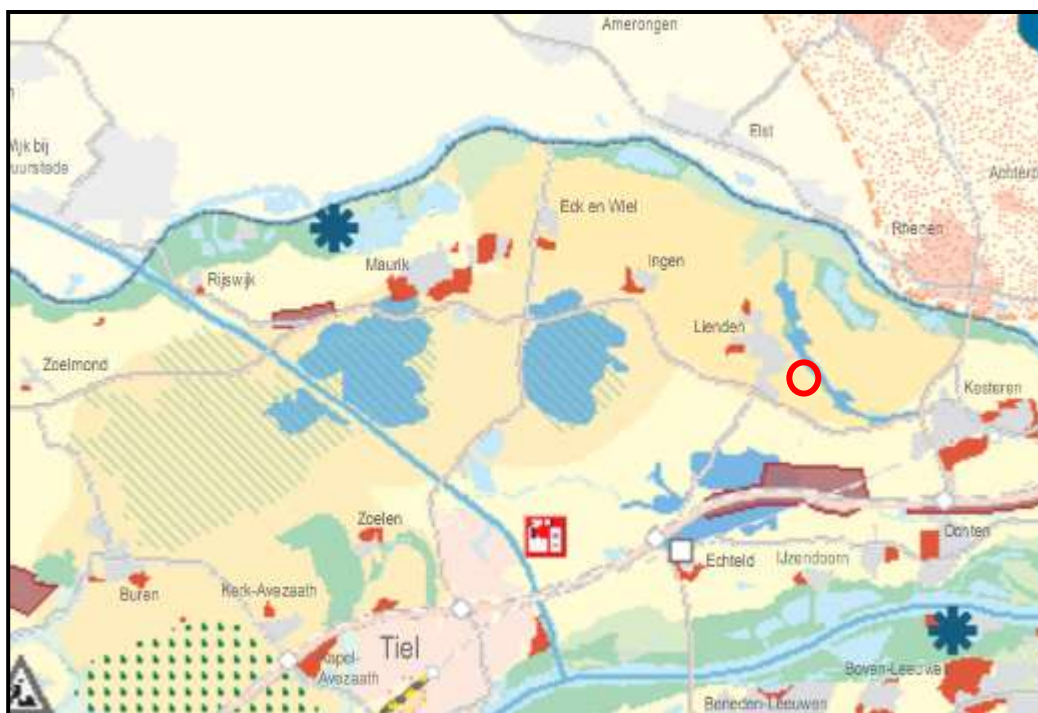 Amerongen
Elst
Wijk bij
Duurstede
Achterb
Eck en Wiel
Rhenen
Rijswijk
Maurik
Ingen
Lienden
Zoelmond
Kesteren
Zoelen
Ochten
Echteld
IJzendoorn
Buren
Kerk-Avezaath
Tiel
Kapel-
Avezaath
Boven-Leeuwen
Beneden-Leeuwen